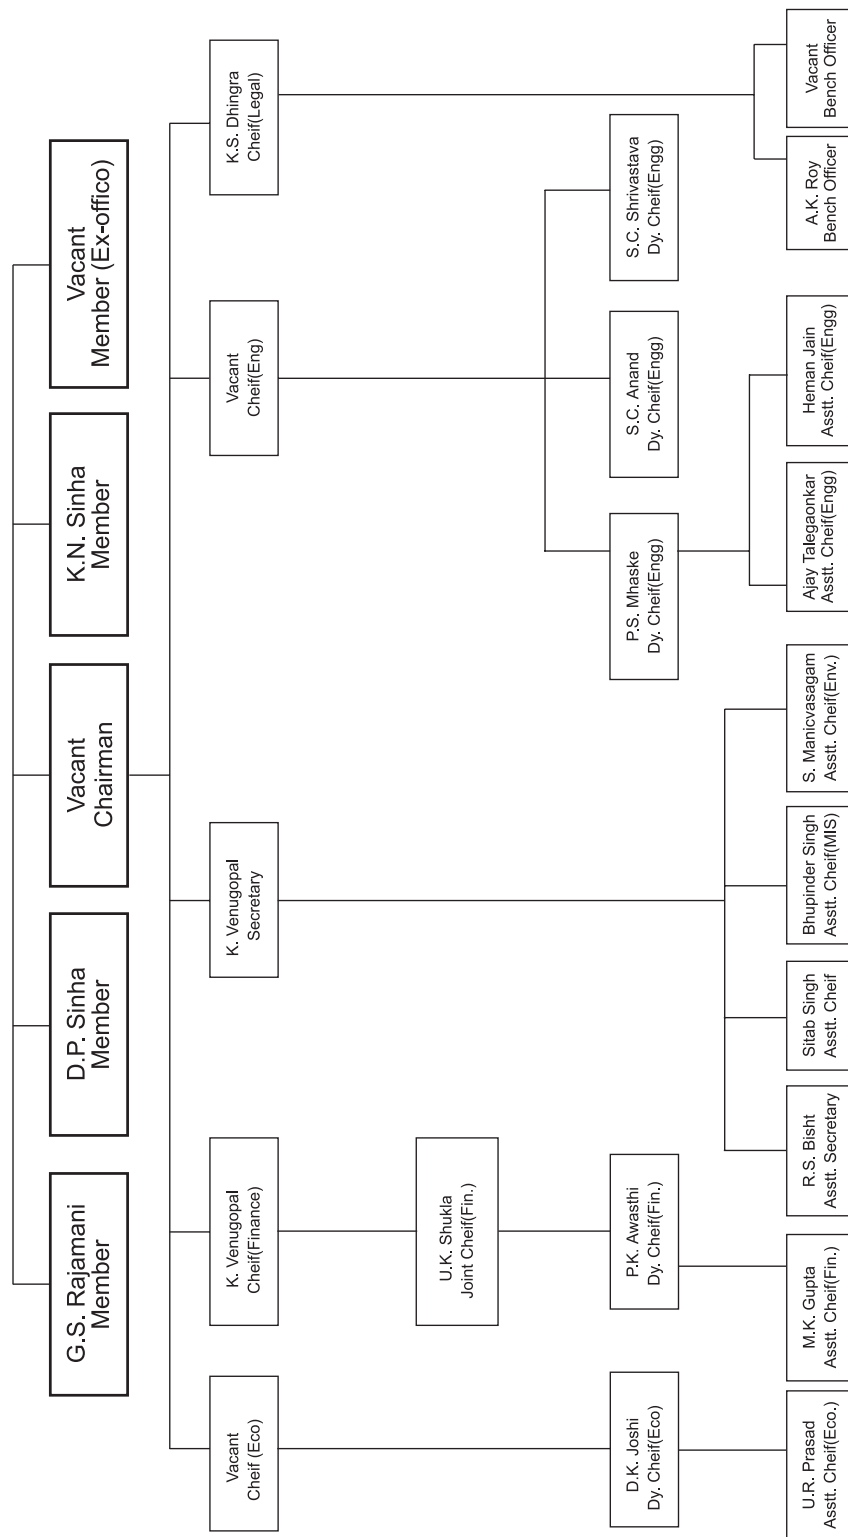 G.S. Rajamani
Member
D.P. Sinha
Member
Vacant
Chairman
K.N. Sinha
Member
Vacant
Member (Ex-offico)
Vacant
Cheif (Eco)
K. Venugopal
Cheif(Finance)
K. Venugopal
Secretary
Vacant
Cheif(Eng)
K.S. Dhingra
Cheif(Legal)
U.K. Shukla
Joint Cheif(Fin.)
D.K. Joshi
Dy. Cheif(Eco)
P.K. Awasthi
Dy. Cheif(Fin.)
P.S. Mhaske
Dy. Cheif(Engg)
S.C. Anand
Dy. Cheif(Engg)
S.C. Shrivastava
Dy. Cheif(Engg)
U.R. Prasad
Asstt. Cheif(Eco.)
M.K. Gupta
Asstt. Cheif(Fin.)
R.S. Bisht
Asstt. Secretary
Sitab Singh
Asstt. Cheif
Bhupinder Singh
Asstt. Cheif(MIS)
S. Manicvasagam
Asstt. Cheif(Env.)
Ajay Talegaonkar
Asstt. Cheif(Engg)
Heman Jain
Asstt. Cheif(Engg)
A.K. Roy
Bench Officer
Vacant
Bench Officer